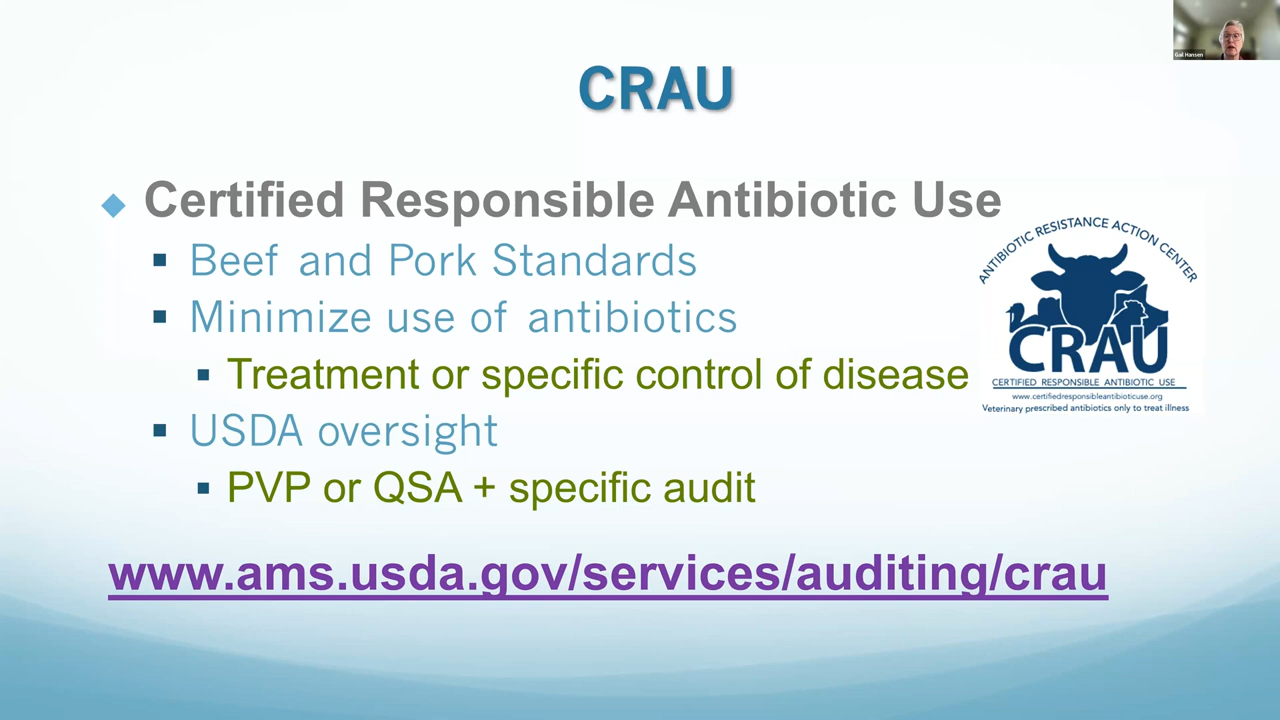 Gail Hansen
CRAU
Certified Responsible Antibiotic Use
Beef and Pork Standards
Minimize use of antibiotics
Treatment or specific control of disease
USDA oversight
PVP or QSA + specific audit
www.ams.usda.gov/services/auditing/crau
ANTIBIOTIC RESISTANCE ACTION CENTER
CRAU
CERTIFIED RESPONSIBLE ANTIBIOTIC USE
www.certifiedresponsibleantibioticuse.org
Veterinary prescribed antibiotics only to treat illness